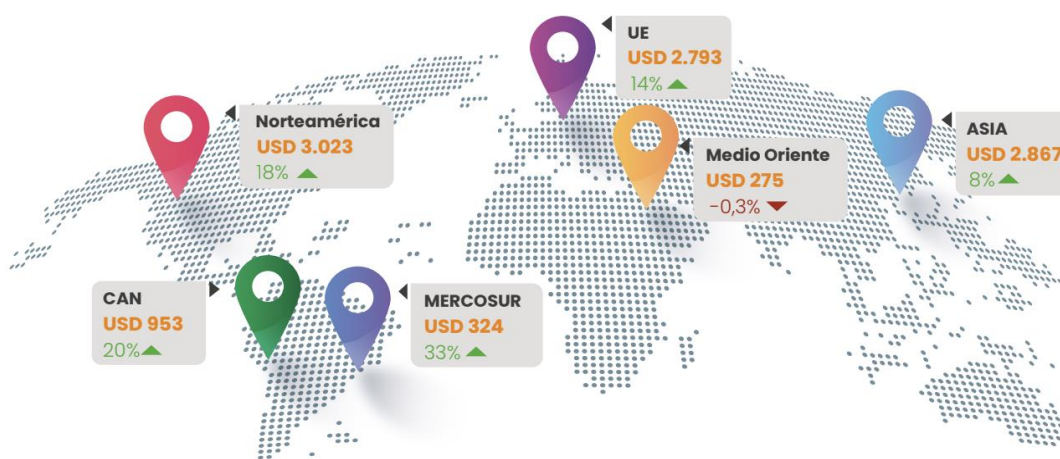 UE
USD 2.793
14%
Norteamérica
USD 3.023
18%
ASIA
USD 2.867
8%
Medio Oriente
USD 275
-0,3%
CAN
USD 953
20%
MERCOSUR
USD 324
33%